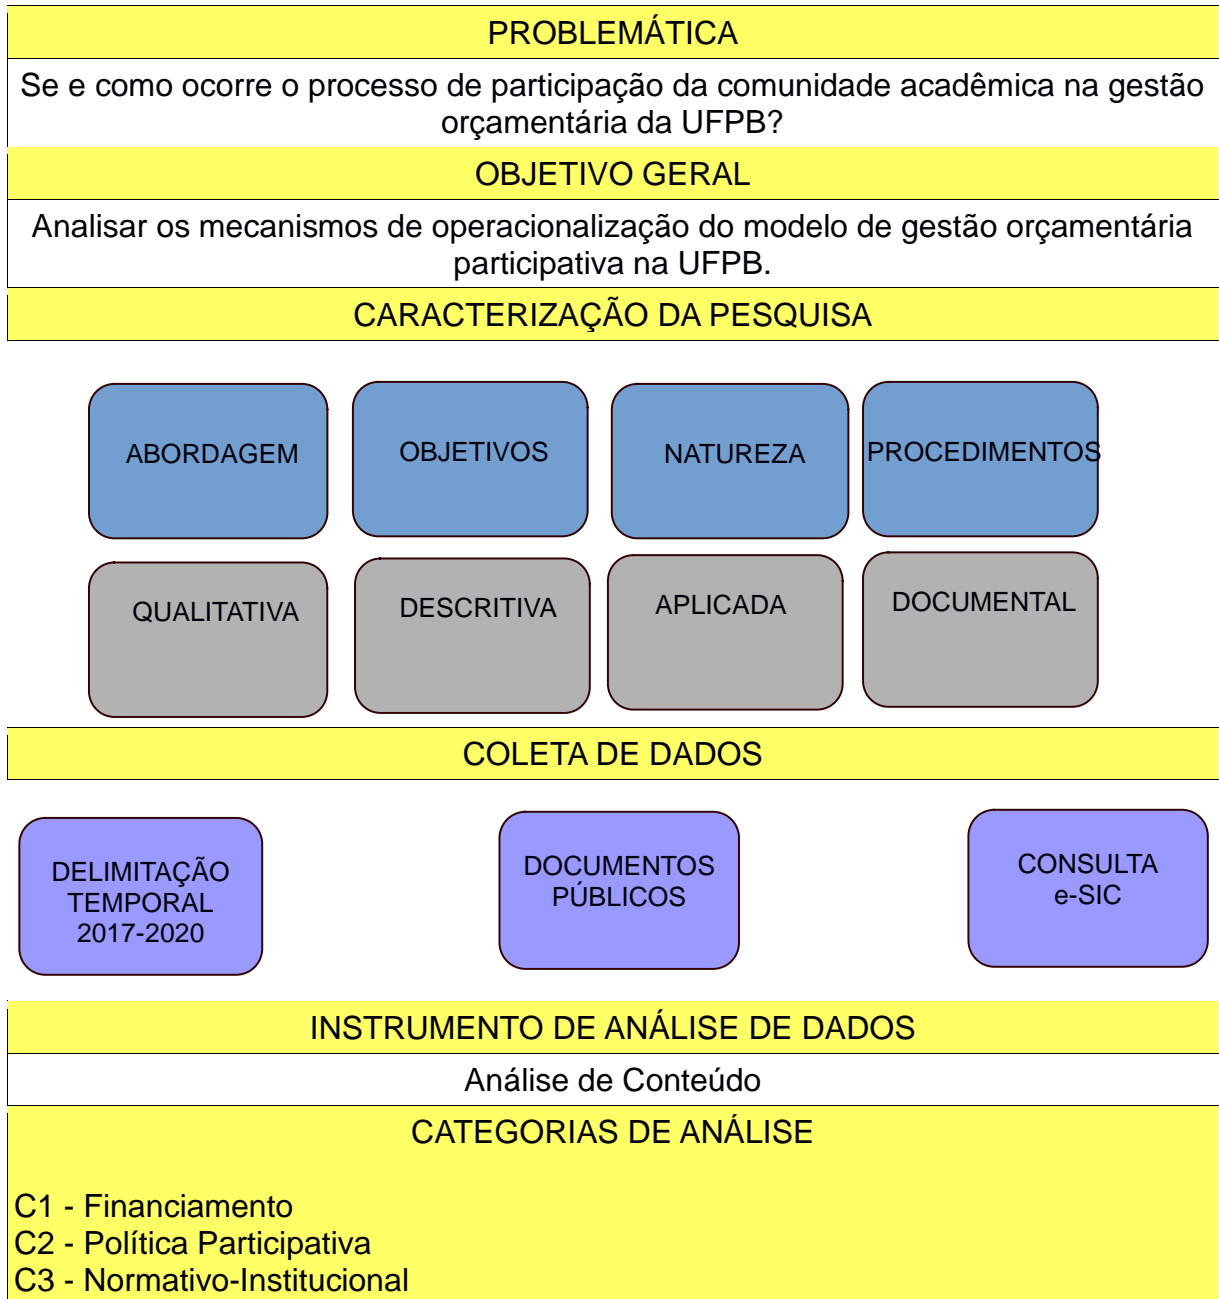 PROBLEMÁTICA
Se e como ocorre o processo de participação da comunidade acadêmica na gestão
orçamentária da UFPB?
OBJETIVO GERAL
Analisar os mecanismos de operacionalização do modelo de gestão orçamentária
participativa na UFPB.
CARACTERIZAÇÃO DA PESQUISA
ABORDAGEM
OBJETIVOS
NATUREZA
PROCEDIMENTOS
QUALITATIVA
DESCRITIVA
APLICADA
DOCUMENTAL
COLETA DE DADOS
DELIMITAÇÃO
TEMPORAL
2017-2020
DOCUMENTOS
PÚBLICOS
CONSULTA
e-SIC
INSTRUMENTO DE ANÁLISE DE DADOS
Análise de Conteúdo
CATEGORIAS DE ANÁLISE
C1 - Financiamento
C2 - Política Participativa
C3 - Normativo-Institucional